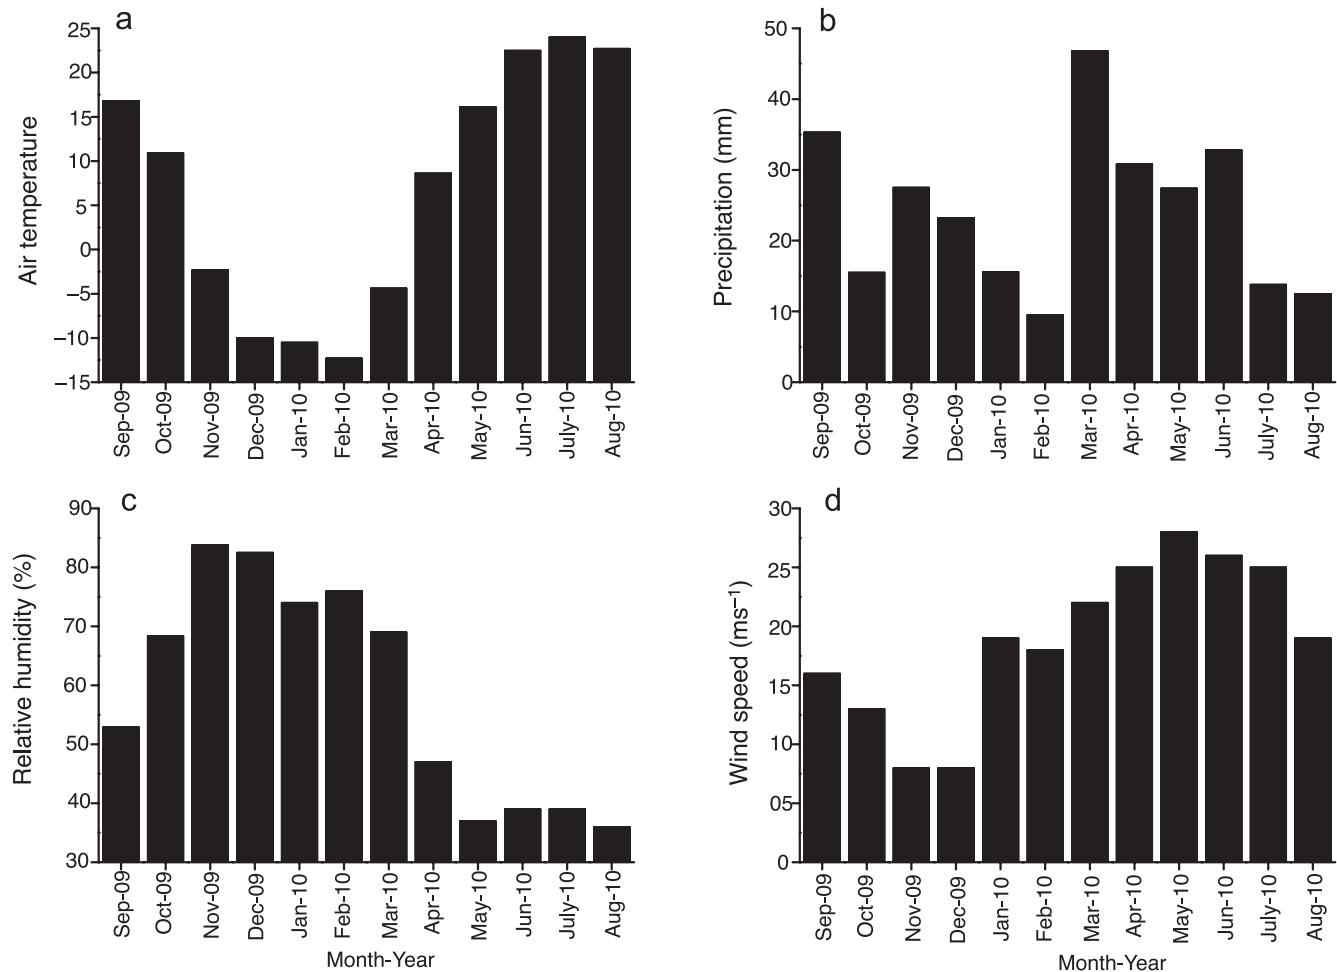 a
Air temperature
25
20
15
10
5
0
−5
−10
−15
Sep-09
Oct-09
Nov-09
Dec-09
Jan-10
Feb-10
Mar-10
Apr-10
May-10
Jun-10
July-10
Aug-10
b
Precipitation (mm)
50
40
30
20
10
0
Sep-09
Oct-09
Nov-09
Dec-09
Jan-10
Feb-10
Mar-10
Apr-10
May-10
Jun-10
July-10
Aug-10
c
Relative humidity (%)
90
80
70
60
50
40
30
Sep-09
Oct-09
Nov-09
Dec-09
Jan-10
Feb-10
Mar-10
Apr-10
May-10
Jun-10
July-10
Aug-10
Month-Year
d
Wind speed (ms⁻¹)
30
25
20
15
10
05
0
Sep-09
Oct-09
Nov-09
Dec-09
Jan-10
Feb-10
Mar-10
Apr-10
May-10
Jun-10
July-10
Aug-10
Month-Year